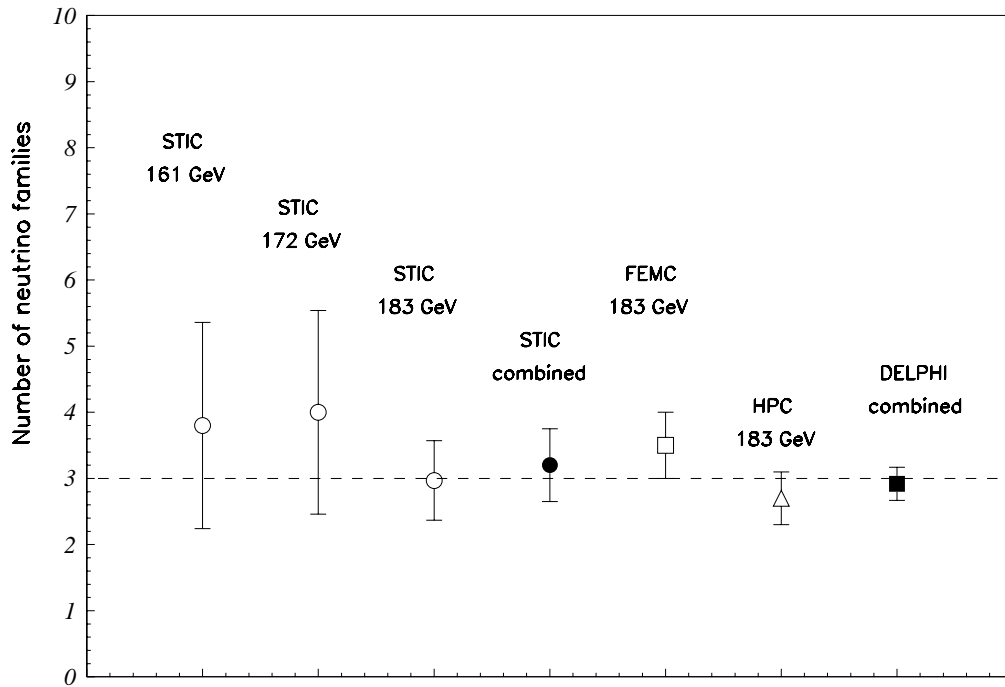 Number of neutrino families
10
9
8
7
6
5
4
3
2
1
0
STIC
161 GeV
STIC
172 GeV
STIC
183 GeV
STIC
combined
FEMC
183 GeV
HPC
183 GeV
DELPHI
combined